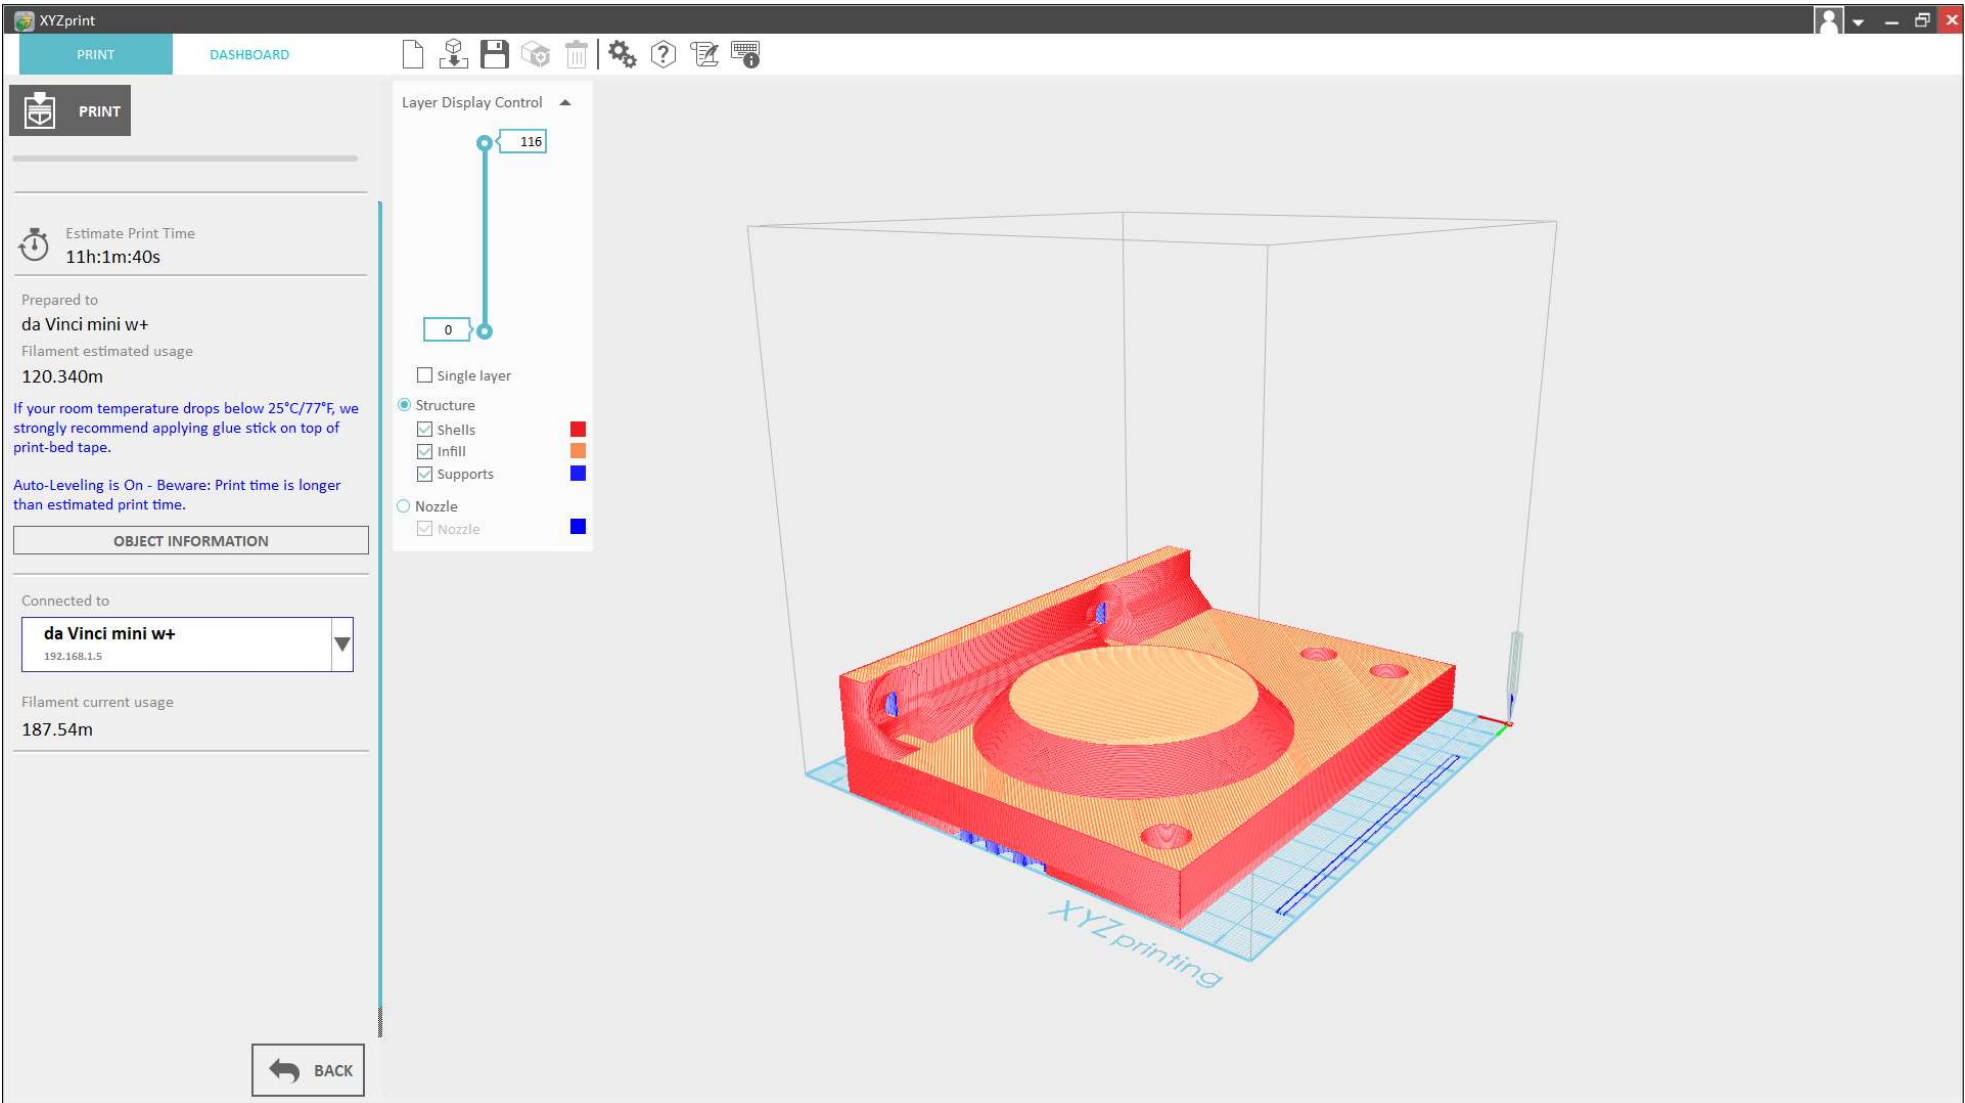 XYZprint
PRINT
DASHBOARD
PRINT
Estimate Print Time
11h:1m:40s
Prepared to
da Vinci mini w+
Filament estimated usage
120.340m
If your room temperature drops below 25°C/77°F, we
strongly recommend applying glue stick on top of
print-bed tape.
Auto-Leveling is On - Beware: Print time is longer
than estimated print time.
OBJECT INFORMATION
Connected to
da Vinci mini w+
192.168.1.5
Filament current usage
187.54m
BACK
Layer Display Control
116
0
Single layer
Structure
Shells
Infill
Supports
Nozzle
Nozzle
XYZprinting